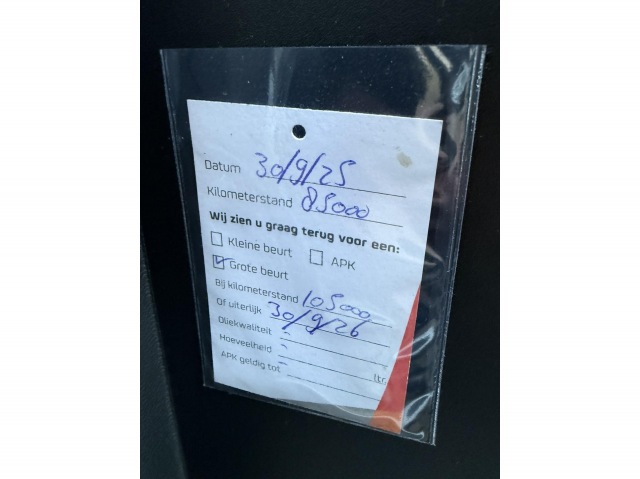 Datum 30/9/25
Kilometerstand 85000
Wij zien u graag terug voor een:
Kleine beurt APK
Grote beurt
Bij kilometerstand 105000
Of uiterlijk 30/9/26
Oliekwaliteit -
Hoeveelheid - ltr.
APK geldig tot -